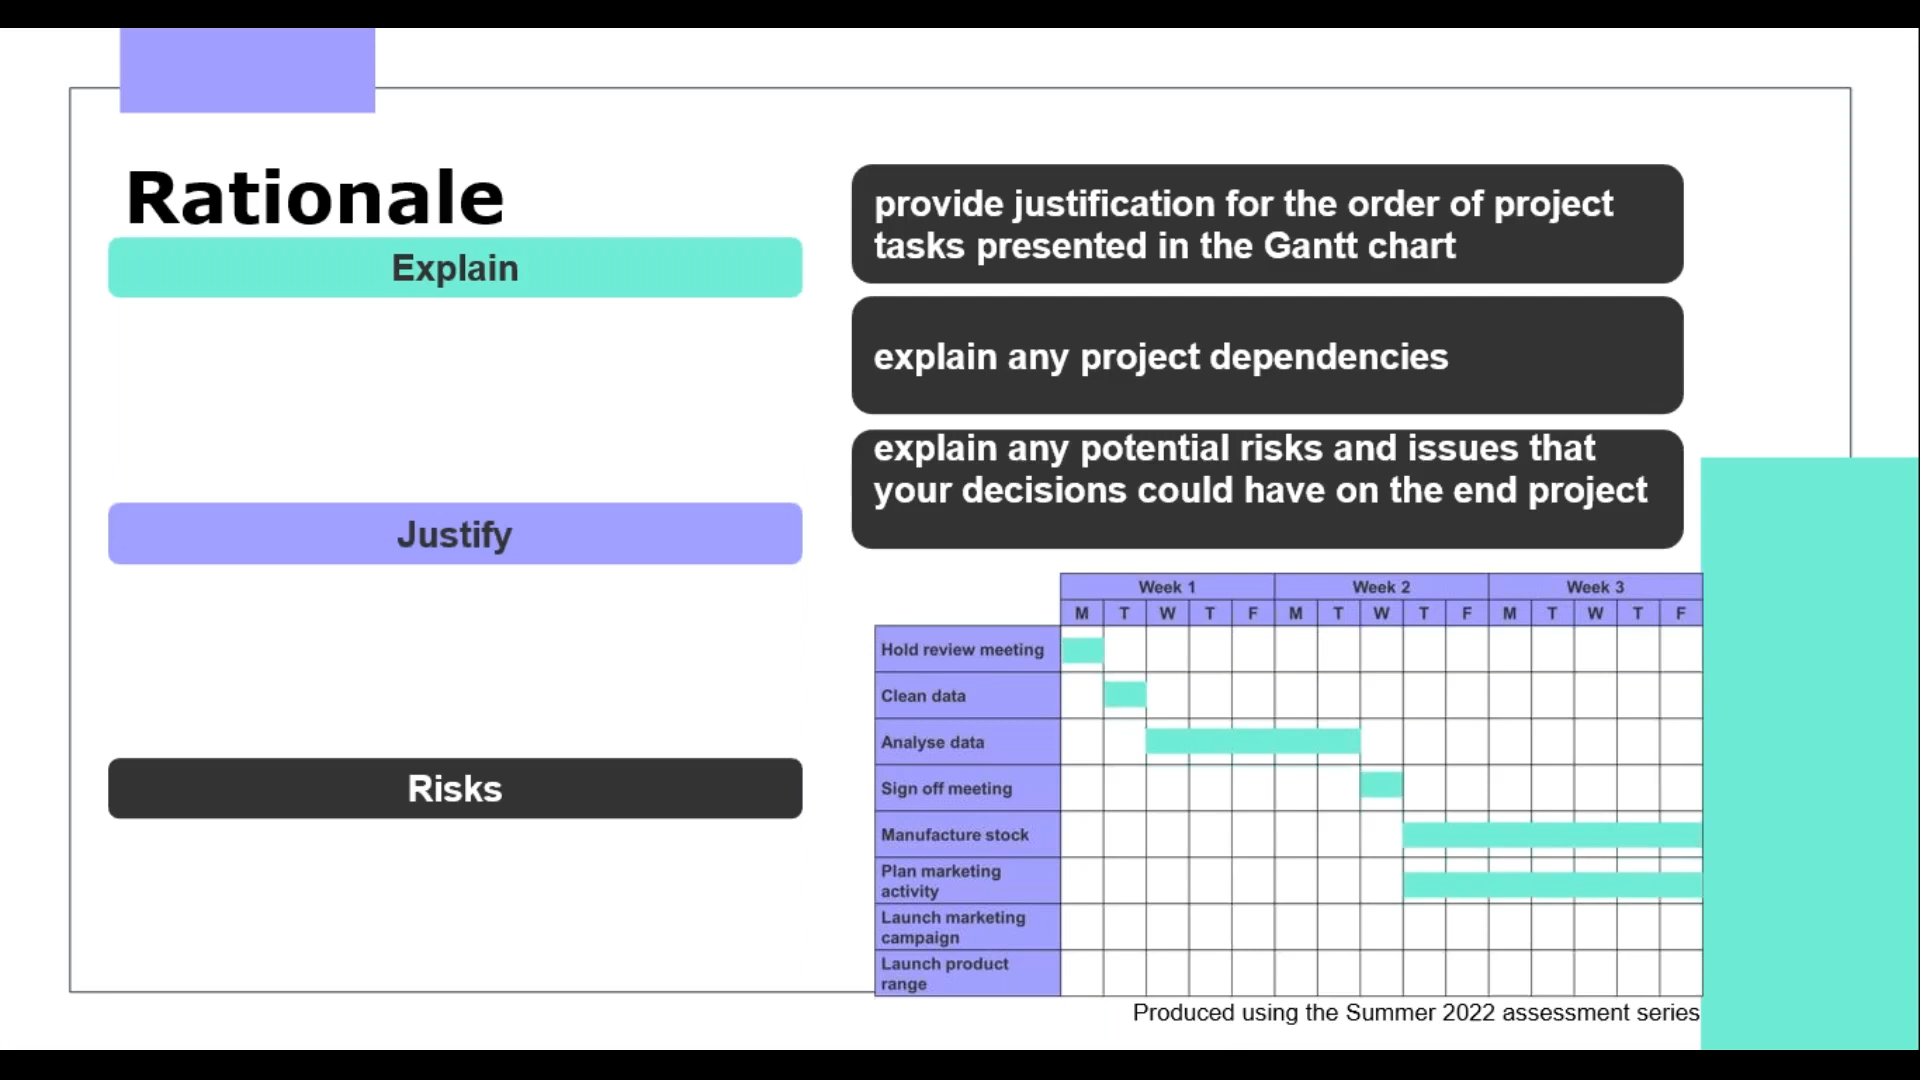 Rationale
Explain
Justify
Risks
provide justification for the order of project
tasks presented in the Gantt chart
explain any project dependencies
explain any potential risks and issues that
your decisions could have on the end project
Week 1 Week 2 Week 3
M T W T F M T W T F M T W T F
Hold review meeting
Clean data
Analyse data
Sign off meeting
Manufacture stock
Plan marketing
activity
Launch marketing
campaign
Launch product
range
Produced using the Summer 2022 assessment series